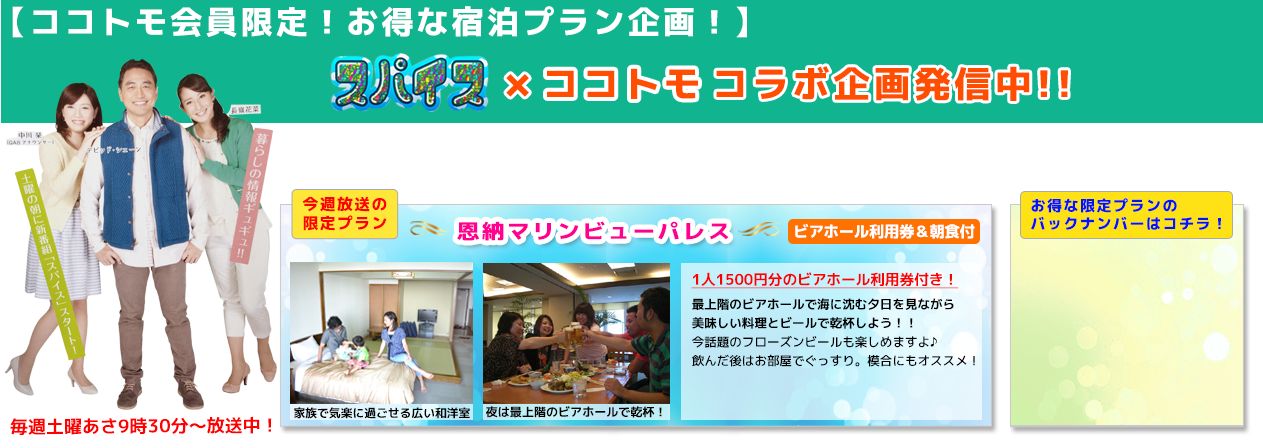 【ココトモ会員限定！お得な宿泊プラン企画！】
スパイス×ココトモ コラボ企画発信中!!
中川 栞
(QABアナウンサー)
デビッド・シェーン
長嶺花菜
土曜の朝に新番組「スパイス」スタート！
暮らしの情報ギュギュ!!
毎週土曜あさ9時30分～放送中！
今週放送の
限定プラン
恩納マリンビューパレス
ビアホール利用券＆朝食付
家族で気楽に過ごせる広い和洋室
夜は最上階のビアホールで乾杯！
1人1500円分のビアホール利用券付き！
最上階のビアホールで海に沈む夕日を見ながら
美味しい料理とビールで乾杯しよう！！
今話題のフローズンビールも楽しめますよ♪
飲んだ後はお部屋でぐっすり。模合にもオススメ！
お得な限定プランの
バックナンバーはコチラ！